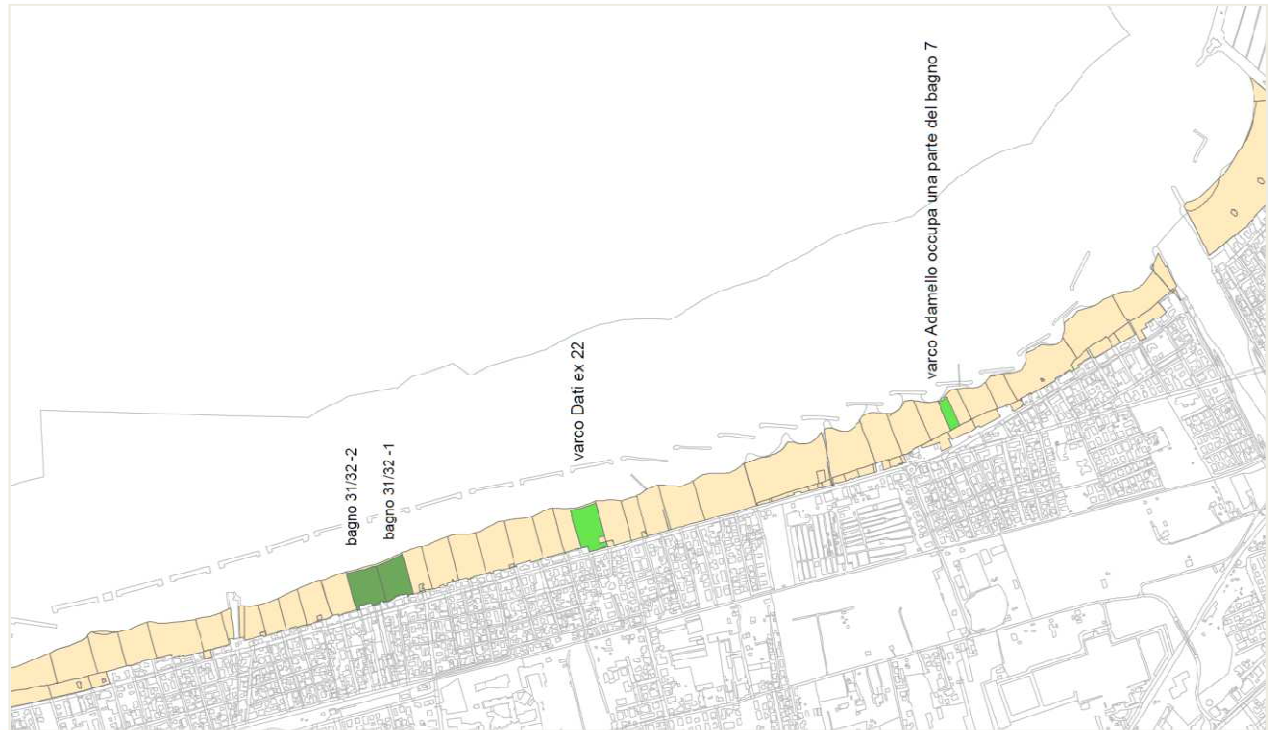 bagno 31/32 -2
bagno 31/32 -1
varco Dati ex 22
varco Adamello occupa una parte del bagno 7